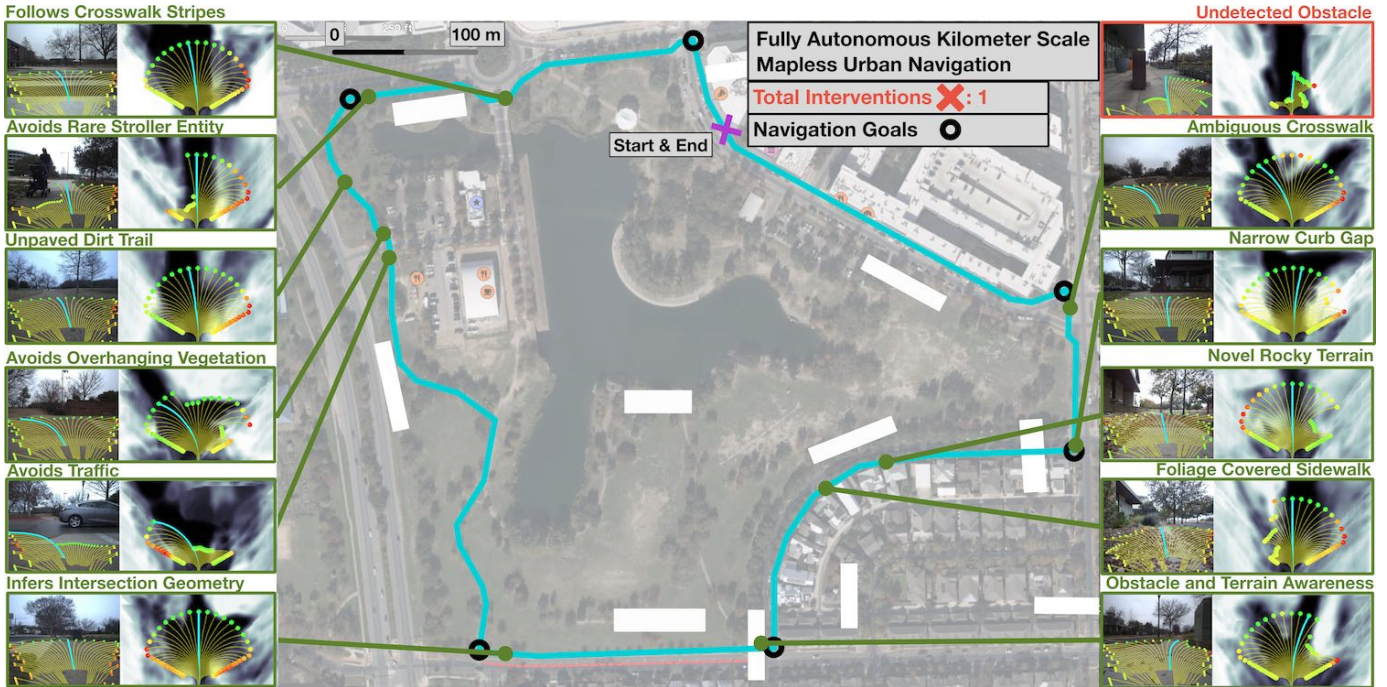 Follows Crosswalk Stripes
Avoids Rare Stroller Entity
Unpaved Dirt Trail
Avoids Overhanging Vegetation
Avoids Traffic
Infers Intersection Geometry
0
250 ft
100 m
Start & End
Fully Autonomous Kilometer Scale
Mapless Urban Navigation
Total Interventions ✖: 1
Navigation Goals
Undetected Obstacle
Ambiguous Crosswalk
Narrow Curb Gap
Novel Rocky Terrain
Foliage Covered Sidewalk
Obstacle and Terrain Awareness